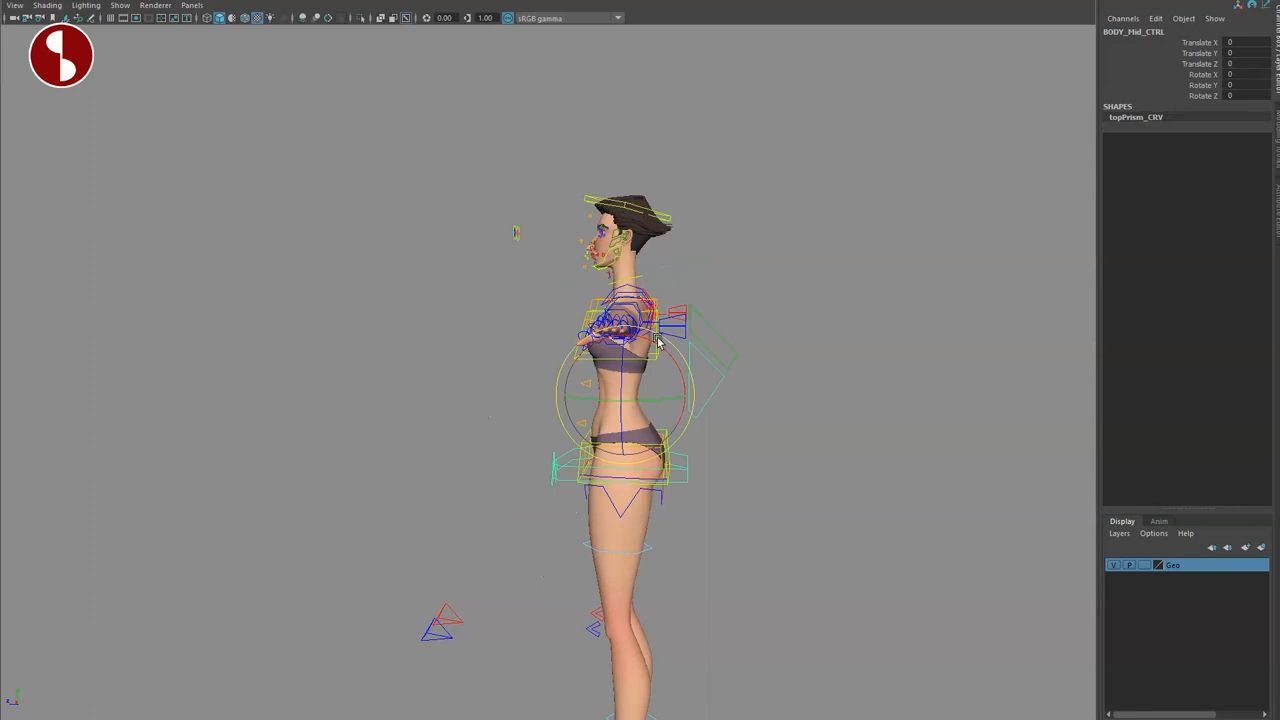 View Shading Lighting Show Renderer Panels
0.00 1.00 sRGB gamma
Channels Edit Object Show
BODY_Mid_CTRL
Translate X 0
Translate Y 0
Translate Z 0
Rotate X 0
Rotate Y 0
Rotate Z 0
SHAPES
topPrism_CRV
Display Anim
Layers Options Help
V P Geo